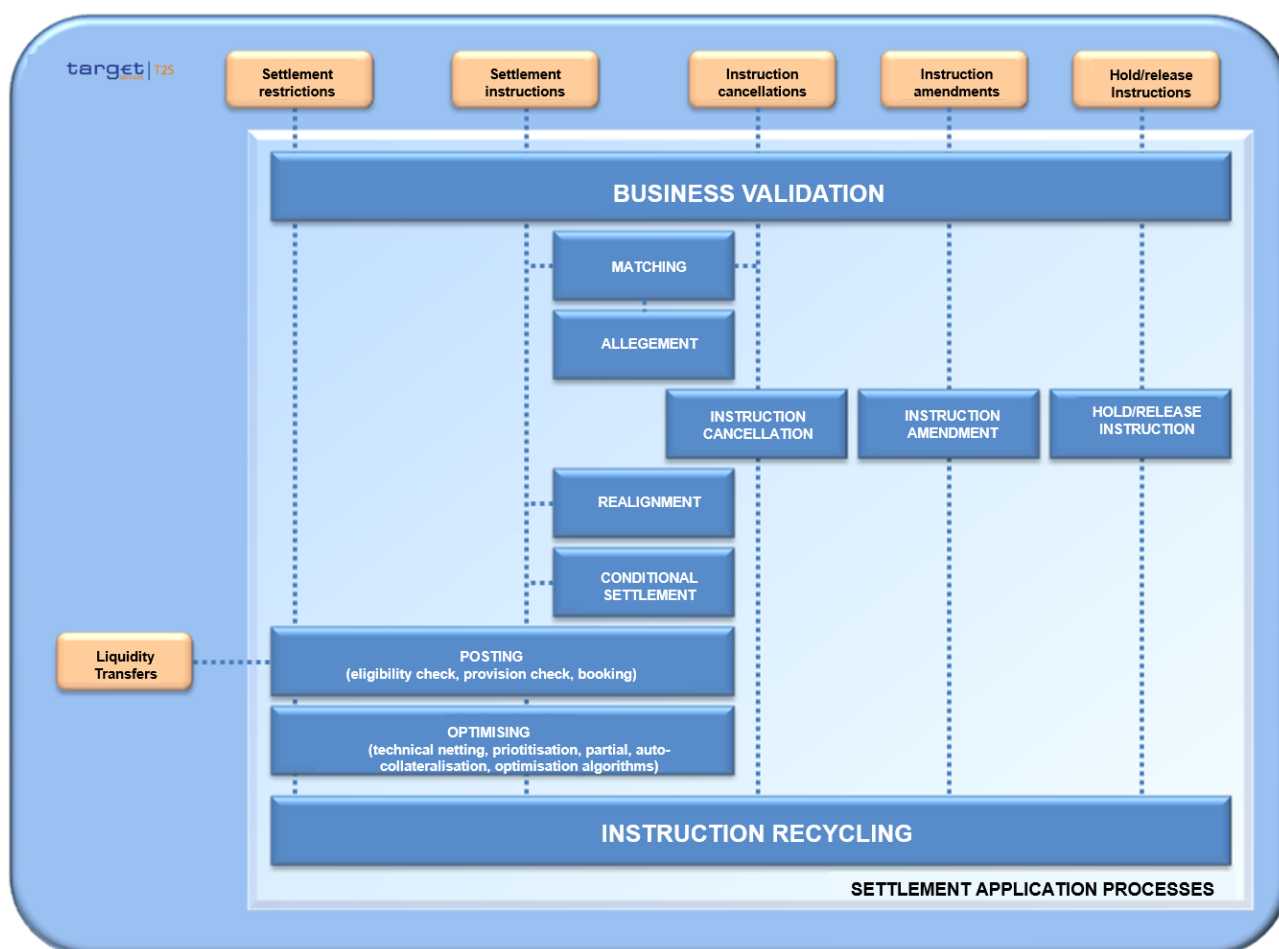 target | T2S
Settlement
restrictions
Settlement
instructions
Instruction
cancellations
Instruction
amendments
Hold/release
Instructions
BUSINESS VALIDATION
MATCHING
ALLEGEMENT
INSTRUCTION
CANCELLATION
INSTRUCTION
AMENDMENT
HOLD/RELEASE
INSTRUCTION
REALIGNMENT
CONDITIONAL
SETTLEMENT
Liquidity
Transfers
POSTING
(eligibility check, provision check, booking)
OPTIMISING
(technical netting, priotitisation, partial, auto-
collateralisation, optimisation algorithms)
INSTRUCTION RECYCLING
SETTLEMENT APPLICATION PROCESSES